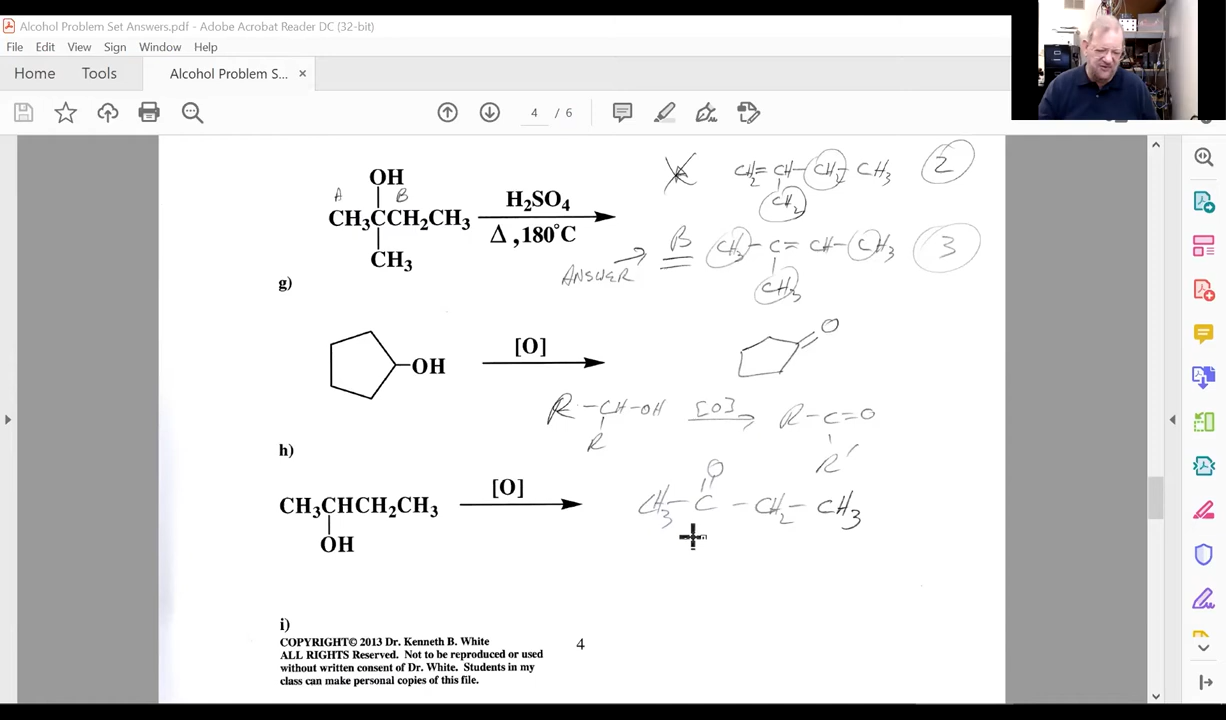 Alcohol Problem Set Answers.pdf - Adobe Acrobat Reader DC (32-bit)
File Edit View Sign Window Help
Home Tools Alcohol Problem S... ×
4 / 6
OH
A B
CH₃CCH₂CH₃
CH₃
H₂SO₄
Δ ,180°C
A CH₂=CH-CH₂-CH₃ 2
CH₂
ANSWER B CH₃-C=CH-CH₃ 3
CH₃
g)
OH
[O]
O
R-CH-OH [O] R-C=O
R R'
h)
CH₃CHCH₂CH₃
OH
[O]
O
CH₃-C-CH₂-CH₃
i)
COPYRIGHT© 2013 Dr. Kenneth B. White
ALL RIGHTS Reserved. Not to be reproduced or used
without written consent of Dr. White. Students in my
class can make personal copies of this file.
4